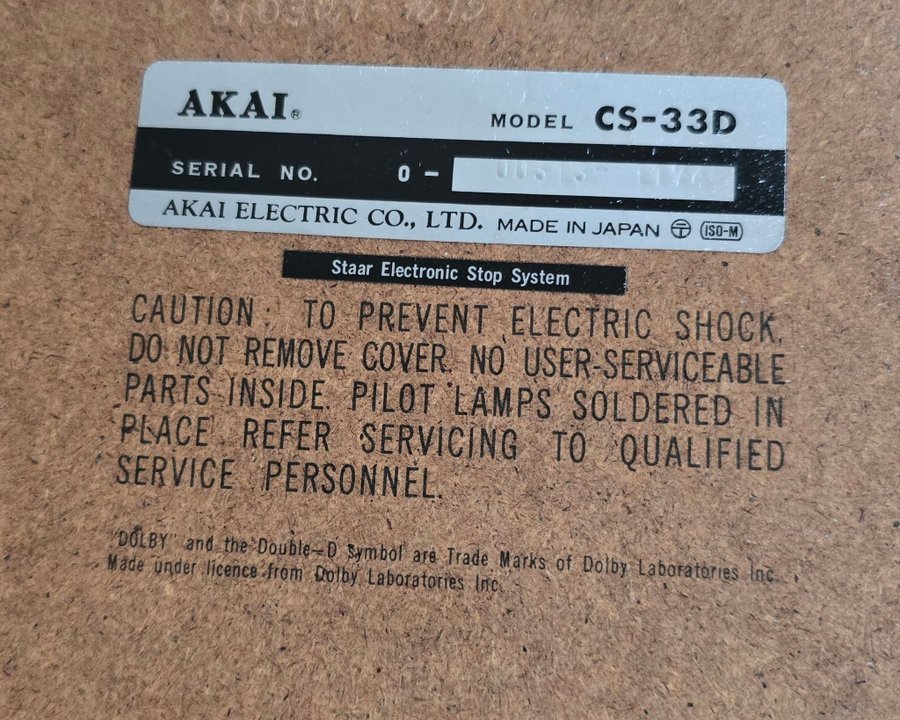 AKAI®
MODEL CS-33D
SERIAL NO. 0-
AKAI ELECTRIC CO., LTD. MADE IN JAPAN ISO-M
Staar Electronic Stop System
CAUTION: TO PREVENT ELECTRIC SHOCK,
DO NOT REMOVE COVER. NO USER-SERVICEABLE
PARTS INSIDE. PILOT LAMPS SOLDERED IN
PLACE. REFER SERVICING TO QUALIFIED
SERVICE PERSONNEL.
"DOLBY" and the Double-D Symbol are Trade Marks of Dolby Laboratories Inc.
Made under licence from Dolby Laboratories Inc.